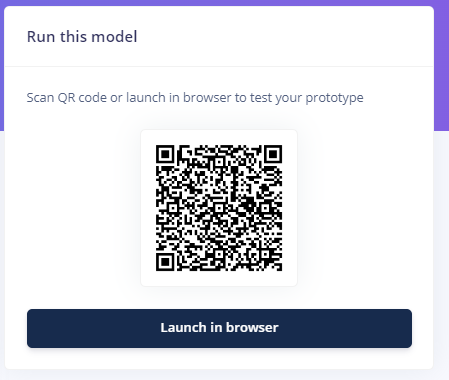 Run this model
Scan QR code or launch in browser to test your prototype
Launch in browser